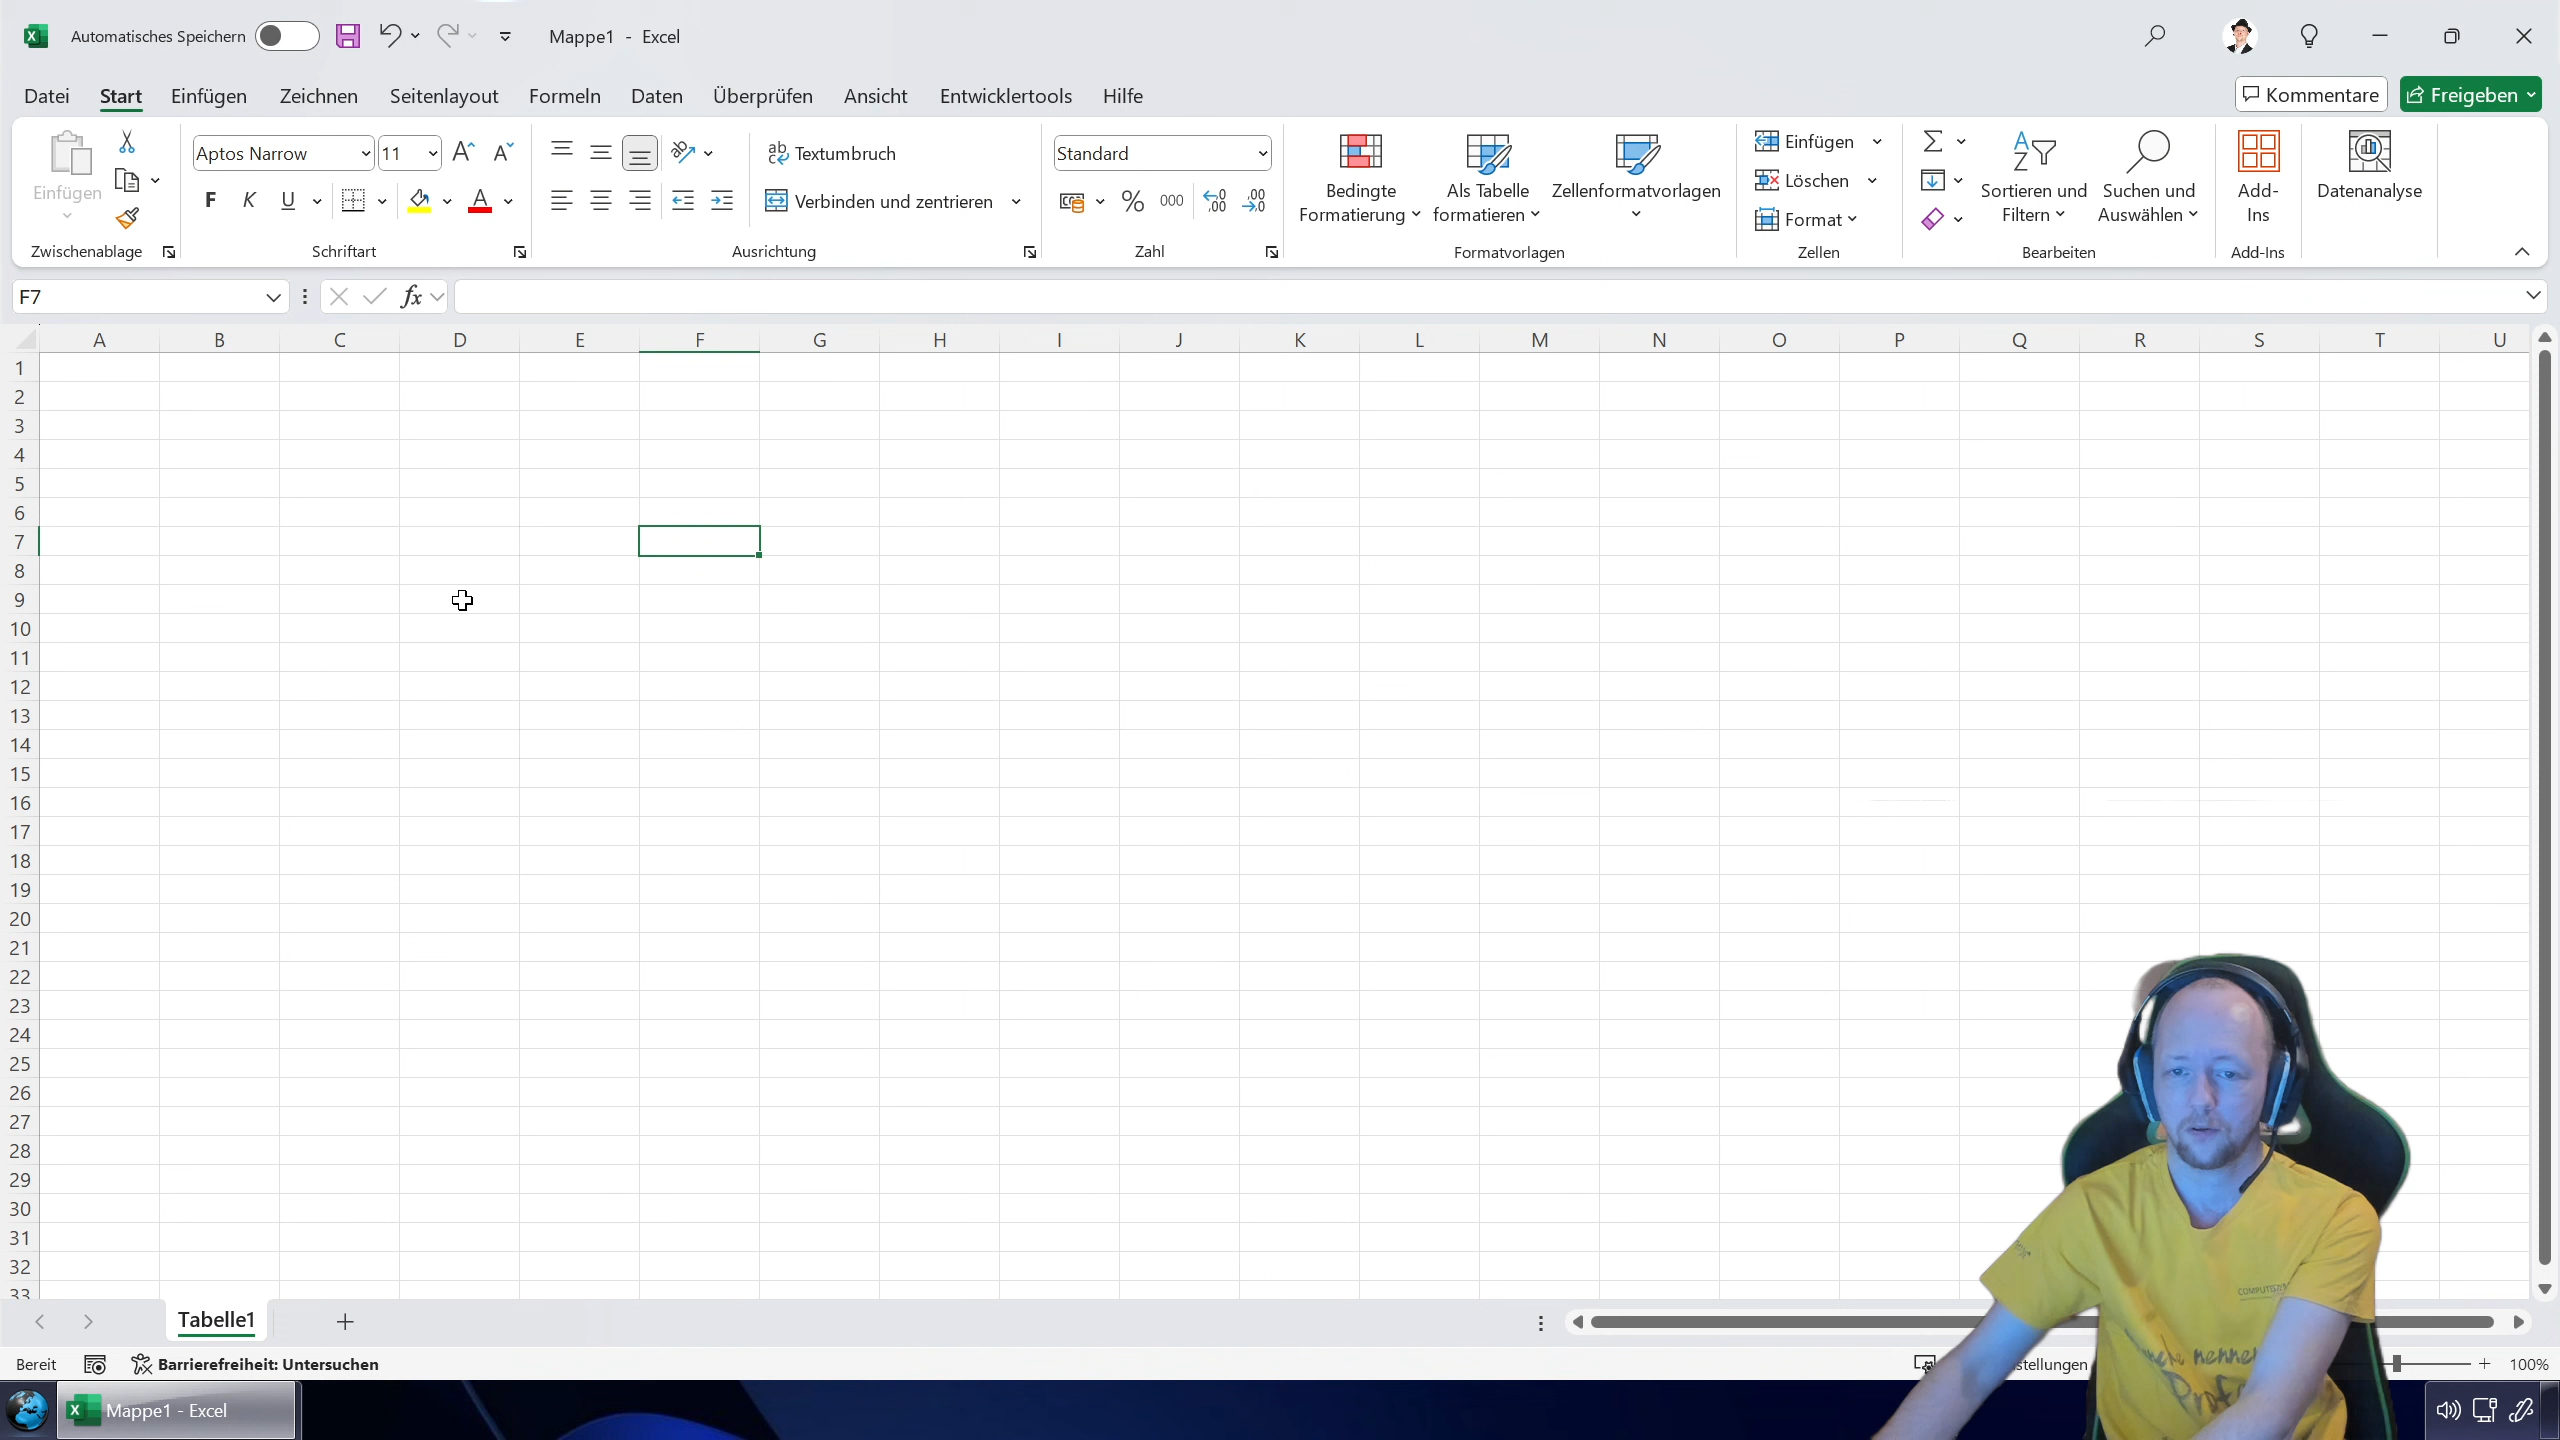 Automatisches Speichern Mappe1 - Excel
Datei Start Einfügen Zeichnen Seitenlayout Formeln Daten Überprüfen Ansicht Entwicklertools Hilfe Kommentare Freigeben
Einfügen
Zwischenablage
Aptos Narrow 11
F K U
Schriftart
Textumbruch
Verbinden und zentrieren
Ausrichtung
Standard
% 000
Zahl
Bedingte
Formatierung
Als Tabelle
formatieren
Zellenformatvorlagen
Formatvorlagen
Einfügen
Löschen
Format
Zellen
Sortieren und
Filtern
Suchen und
Auswählen
Bearbeiten
Add-
Ins
Add-Ins
Datenanalyse
F7 fx
A B C D E F G H I J K L M N O P Q R S T U
1
2
3
4
5
6
7
8
9
10
11
12
13
14
15
16
17
18
19
20
21
22
23
24
25
26
27
28
29
30
31
32
33
Tabelle1
Bereit Barrierefreiheit: Untersuchen 100%
Mappe1 - Excel